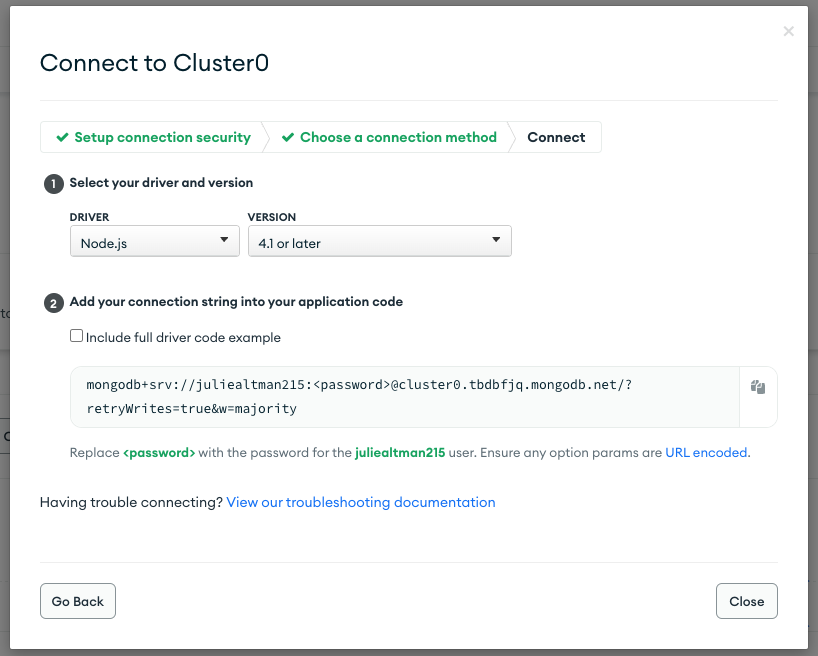 Connect to Cluster0
Setup connection security
Choose a connection method
Connect
1 Select your driver and version
DRIVER
VERSION
Node.js
4.1 or later
2 Add your connection string into your application code
Include full driver code example
mongodb+srv://juliealtman215:<password>@cluster0.tbdbfjq.mongodb.net/?
retryWrites=true&w=majority
Replace <password> with the password for the juliealtman215 user. Ensure any option params are URL encoded.
Having trouble connecting? View our troubleshooting documentation
Go Back
Close